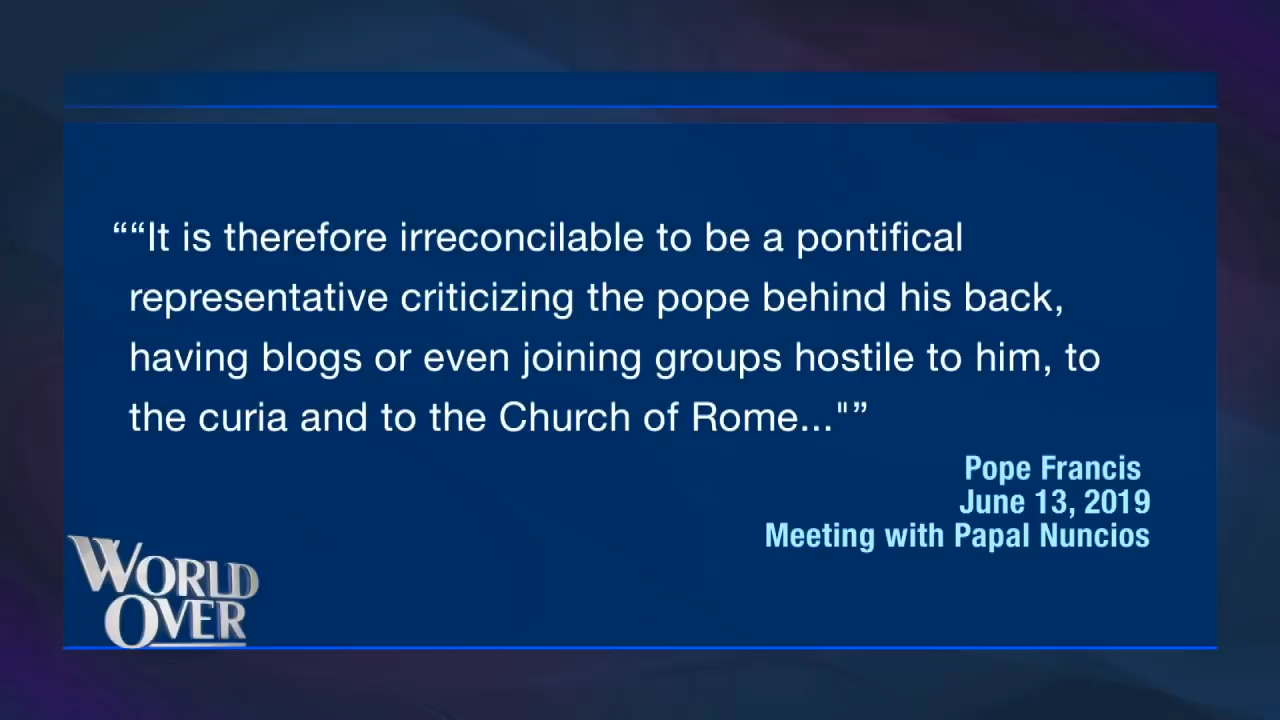 ““It is therefore irreconcilable to be a pontifical
representative criticizing the pope behind his back,
having blogs or even joining groups hostile to him, to
the curia and to the Church of Rome..."”
Pope Francis
June 13, 2019
Meeting with Papal Nuncios
WORLD
OVER